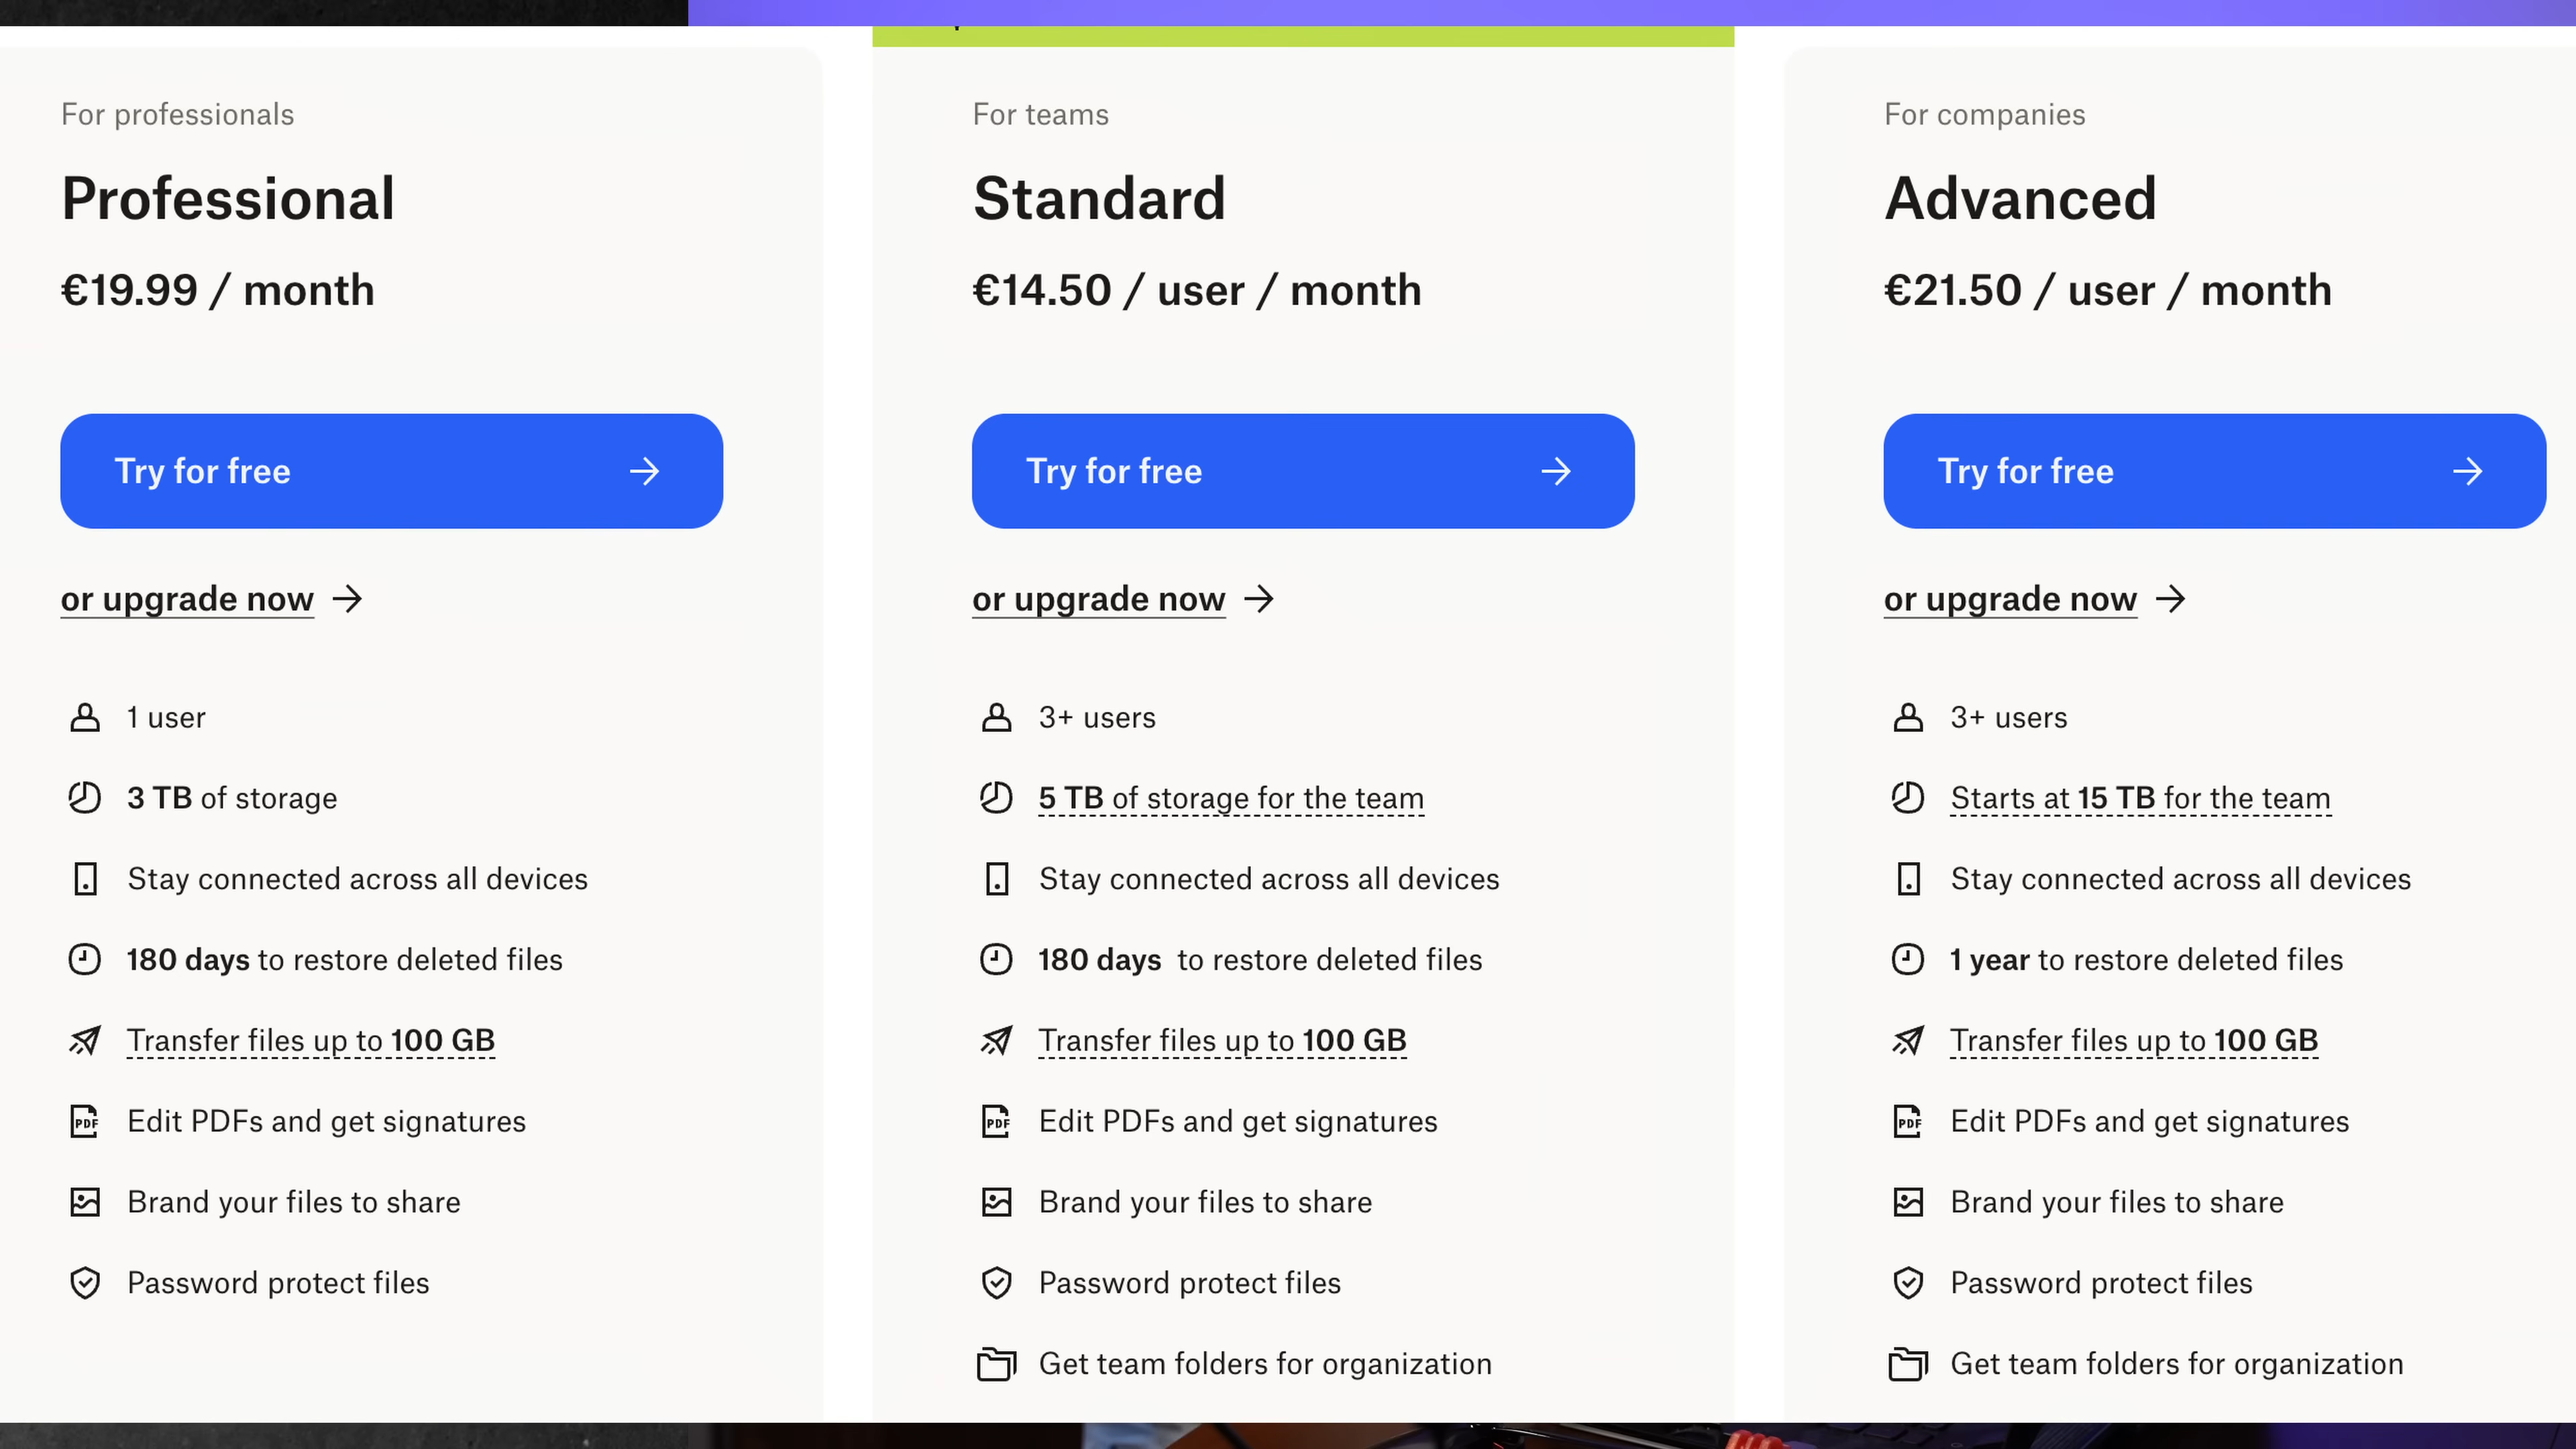 For professionals
Professional
€19.99 / month
Try for free
or upgrade now
1 user
3 TB of storage
Stay connected across all devices
180 days to restore deleted files
Transfer files up to 100 GB
PDF
Edit PDFs and get signatures
Brand your files to share
Password protect files
For teams
Standard
€14.50 / user / month
Try for free
or upgrade now
3+ users
5 TB of storage for the team
Stay connected across all devices
180 days to restore deleted files
Transfer files up to 100 GB
PDF
Edit PDFs and get signatures
Brand your files to share
Password protect files
Get team folders for organization
For companies
Advanced
€21.50 / user / month
Try for free
or upgrade now
3+ users
Starts at 15 TB for the team
Stay connected across all devices
1 year to restore deleted files
Transfer files up to 100 GB
PDF
Edit PDFs and get signatures
Brand your files to share
Password protect files
Get team folders for organization